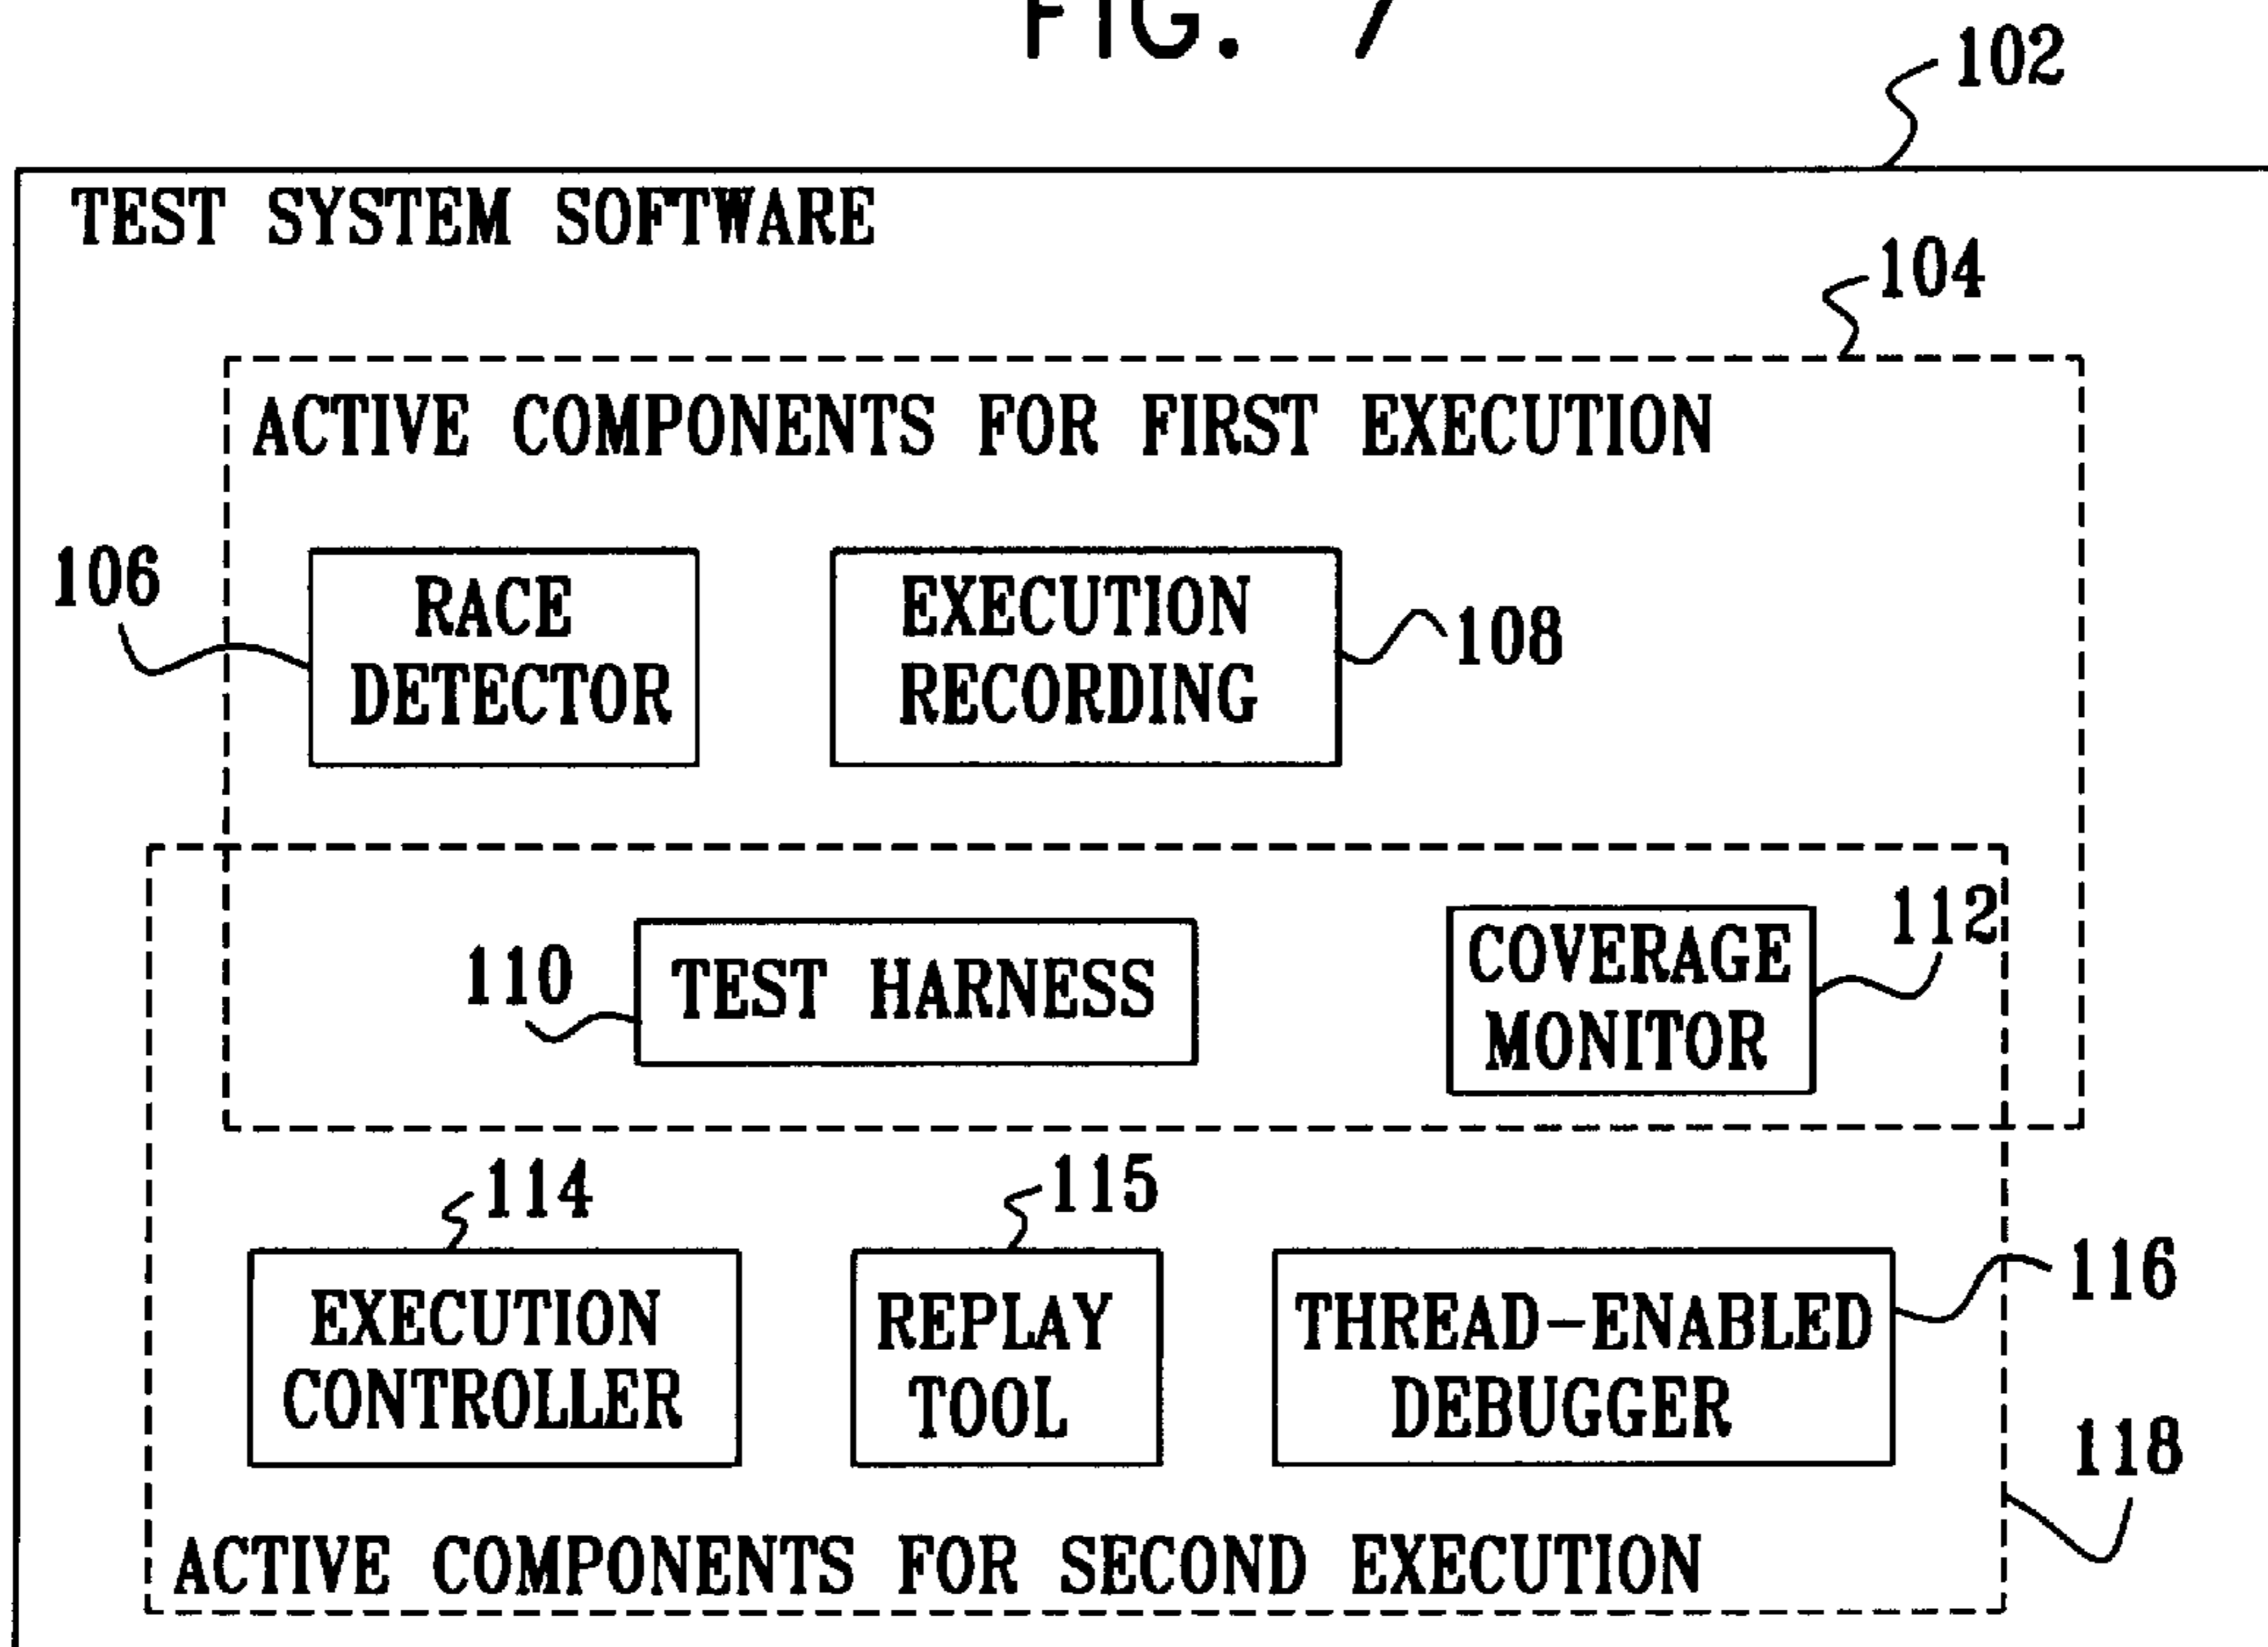 FIG. 7
102
TEST SYSTEM SOFTWARE
104
ACTIVE COMPONENTS FOR FIRST EXECUTION
106
RACE
DETECTOR
EXECUTION
RECORDING
108
110
TEST HARNESS
COVERAGE
MONITOR
112
114
EXECUTION
CONTROLLER
115
REPLAY
TOOL
THREAD-ENABLED
DEBUGGER
116
118
ACTIVE COMPONENTS FOR SECOND EXECUTION